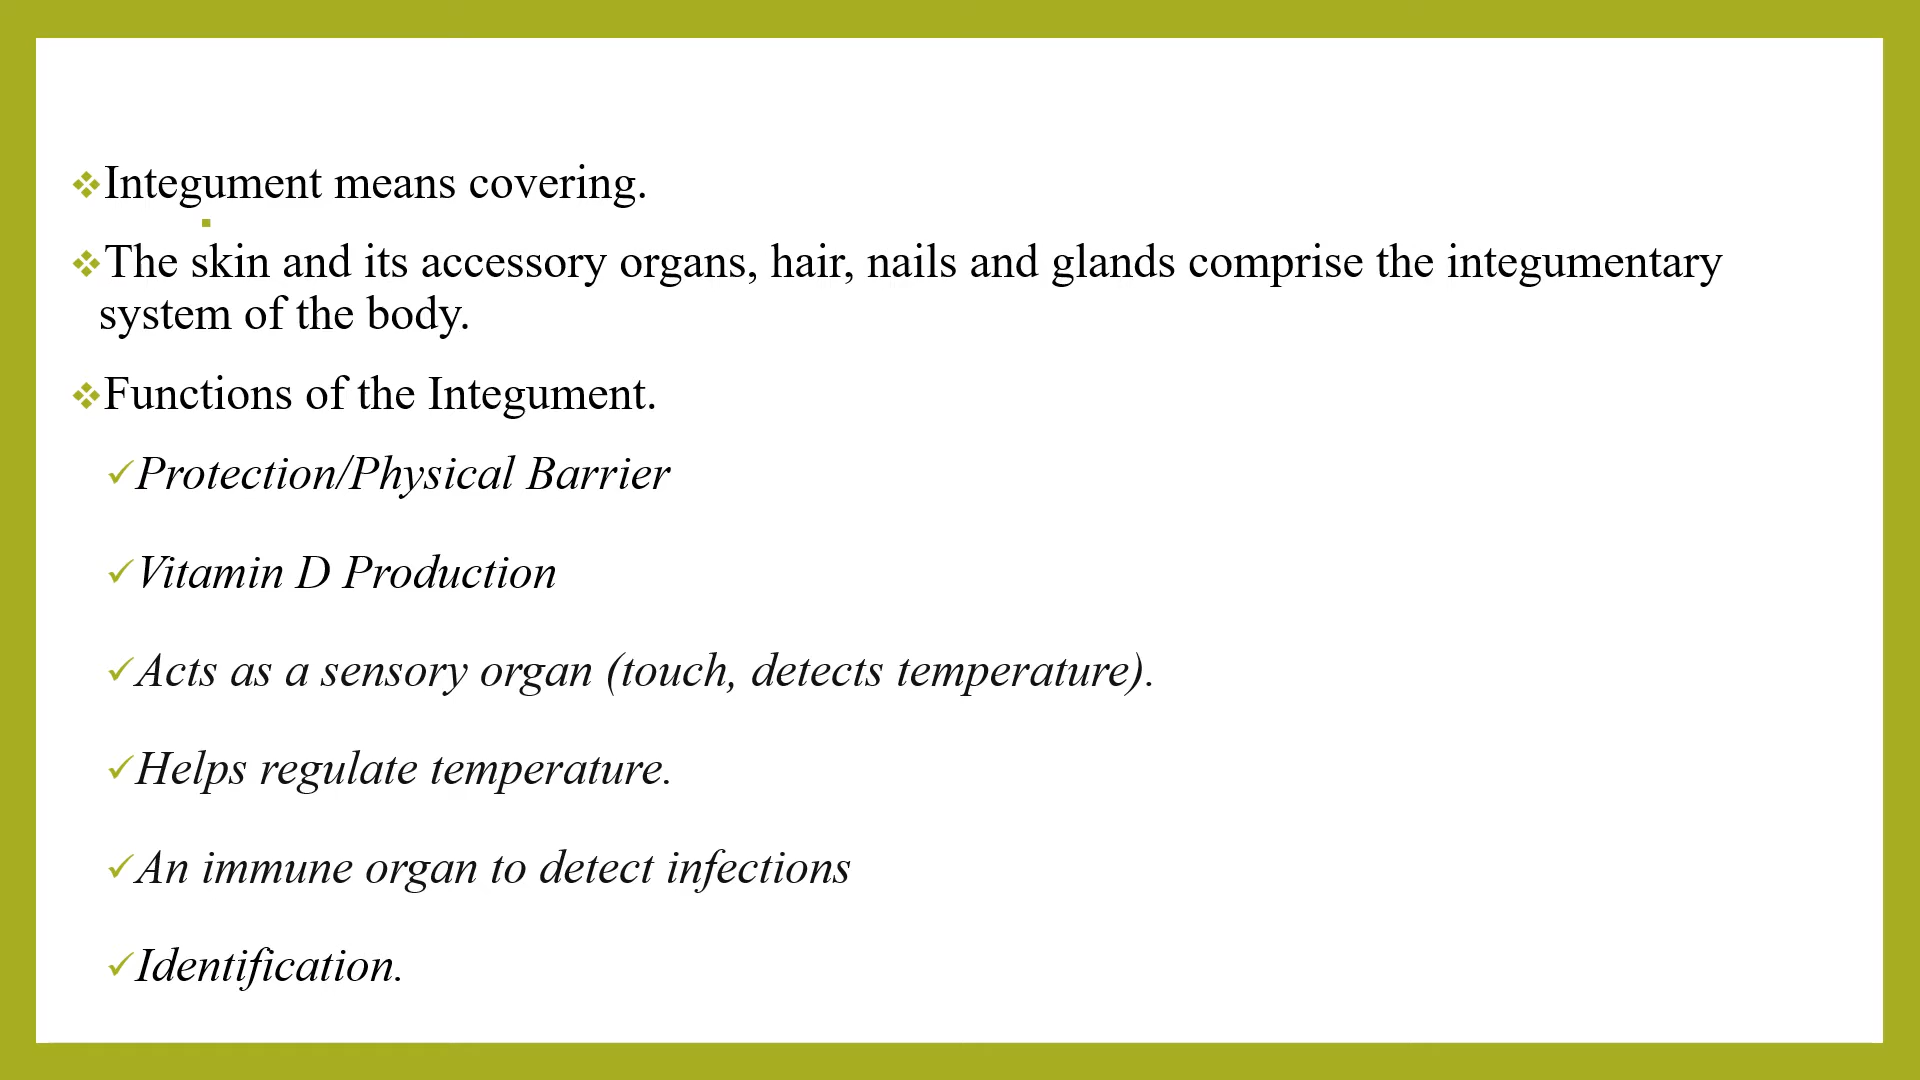 ❖Integument means covering.
▪
❖The skin and its accessory organs, hair, nails and glands comprise the integumentary
system of the body.
❖Functions of the Integument.
✓Protection/Physical Barrier
✓Vitamin D Production
✓Acts as a sensory organ (touch, detects temperature).
✓Helps regulate temperature.
✓An immune organ to detect infections
✓Identification.